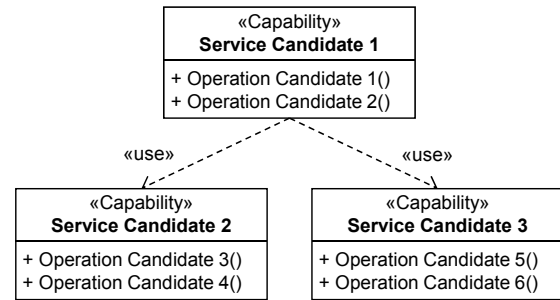 «Capability»
Service Candidate 1
+ Operation Candidate 1()
+ Operation Candidate 2()
«use»
«use»
«Capability»
Service Candidate 2
+ Operation Candidate 3()
+ Operation Candidate 4()
«Capability»
Service Candidate 3
+ Operation Candidate 5()
+ Operation Candidate 6()